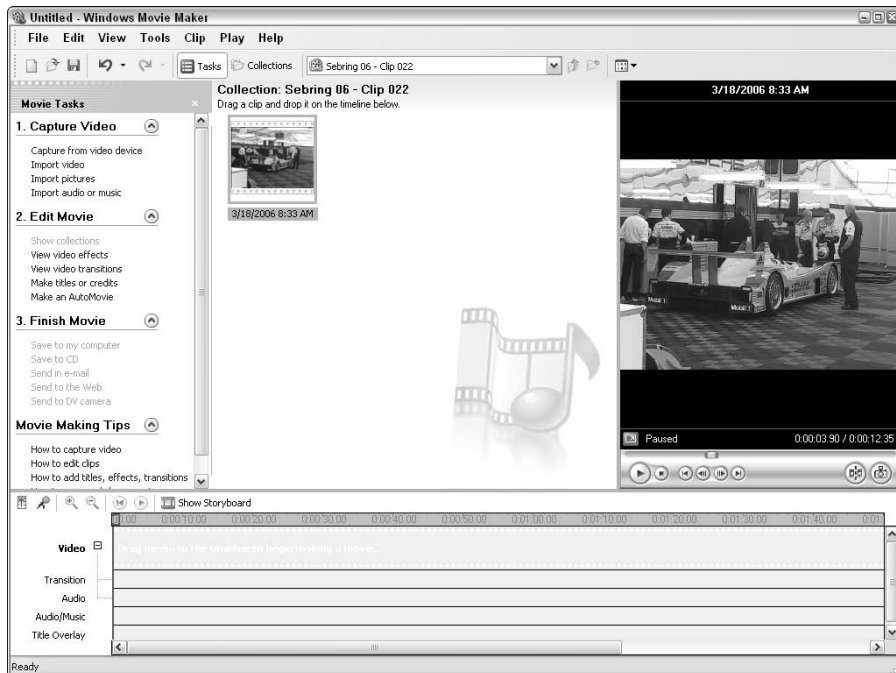 Untitled - Windows Movie Maker
File Edit View Tools Clip Play Help
Tasks Collections Sebring 06 - Clip 022
Movie Tasks
1. Capture Video
Capture from video device
Import video
Import pictures
Import audio or music
2. Edit Movie
Show collections
View video effects
View video transitions
Make titles or credits
Make an AutoMovie
3. Finish Movie
Save to my computer
Save to CD
Send in e-mail
Send to the Web
Send to DV camera
Movie Making Tips
How to capture video
How to edit clips
How to add titles, effects, transitions
Collection: Sebring 06 - Clip 022
Drag a clip and drop it on the timeline below.
3/18/2006 8:33 AM
3/18/2006 8:33 AM
Mobil 1
Mobil 1
Paused 0:00:03.90 / 0:00:12.35
Show Storyboard
0:00:10.00 0:00:20.00 0:00:30.00 0:00:40.00 0:00:50.00 0:01:00.00 0:01:10.00 0:01:20.00 0:01:30.00 0:01:40.00
Video
Drag media to the timeline to begin making a movie.
Transition
Audio
Audio/Music
Title Overlay
Ready